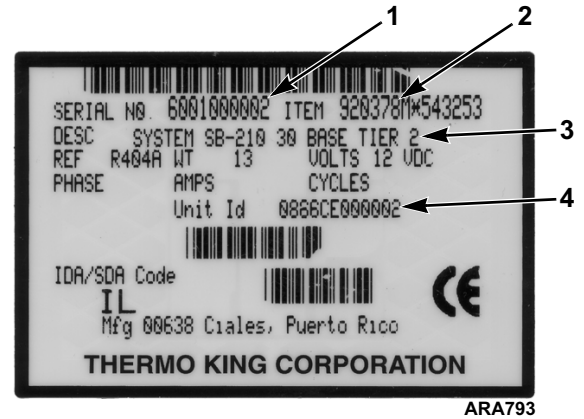 1 2
SERIAL NO. 6001000002 ITEM 920378M*543253
DESC SYSTEM SB-210 30 BASE TIER 2 3
REF R404A WT 13 VOLTS 12 VDC
PHASE AMPS CYCLES
Unit Id 0866CE000002 4
IDA/SDA Code
IL
CE
Mfg 00638 Ciales, Puerto Rico
THERMO KING CORPORATION
ARA793